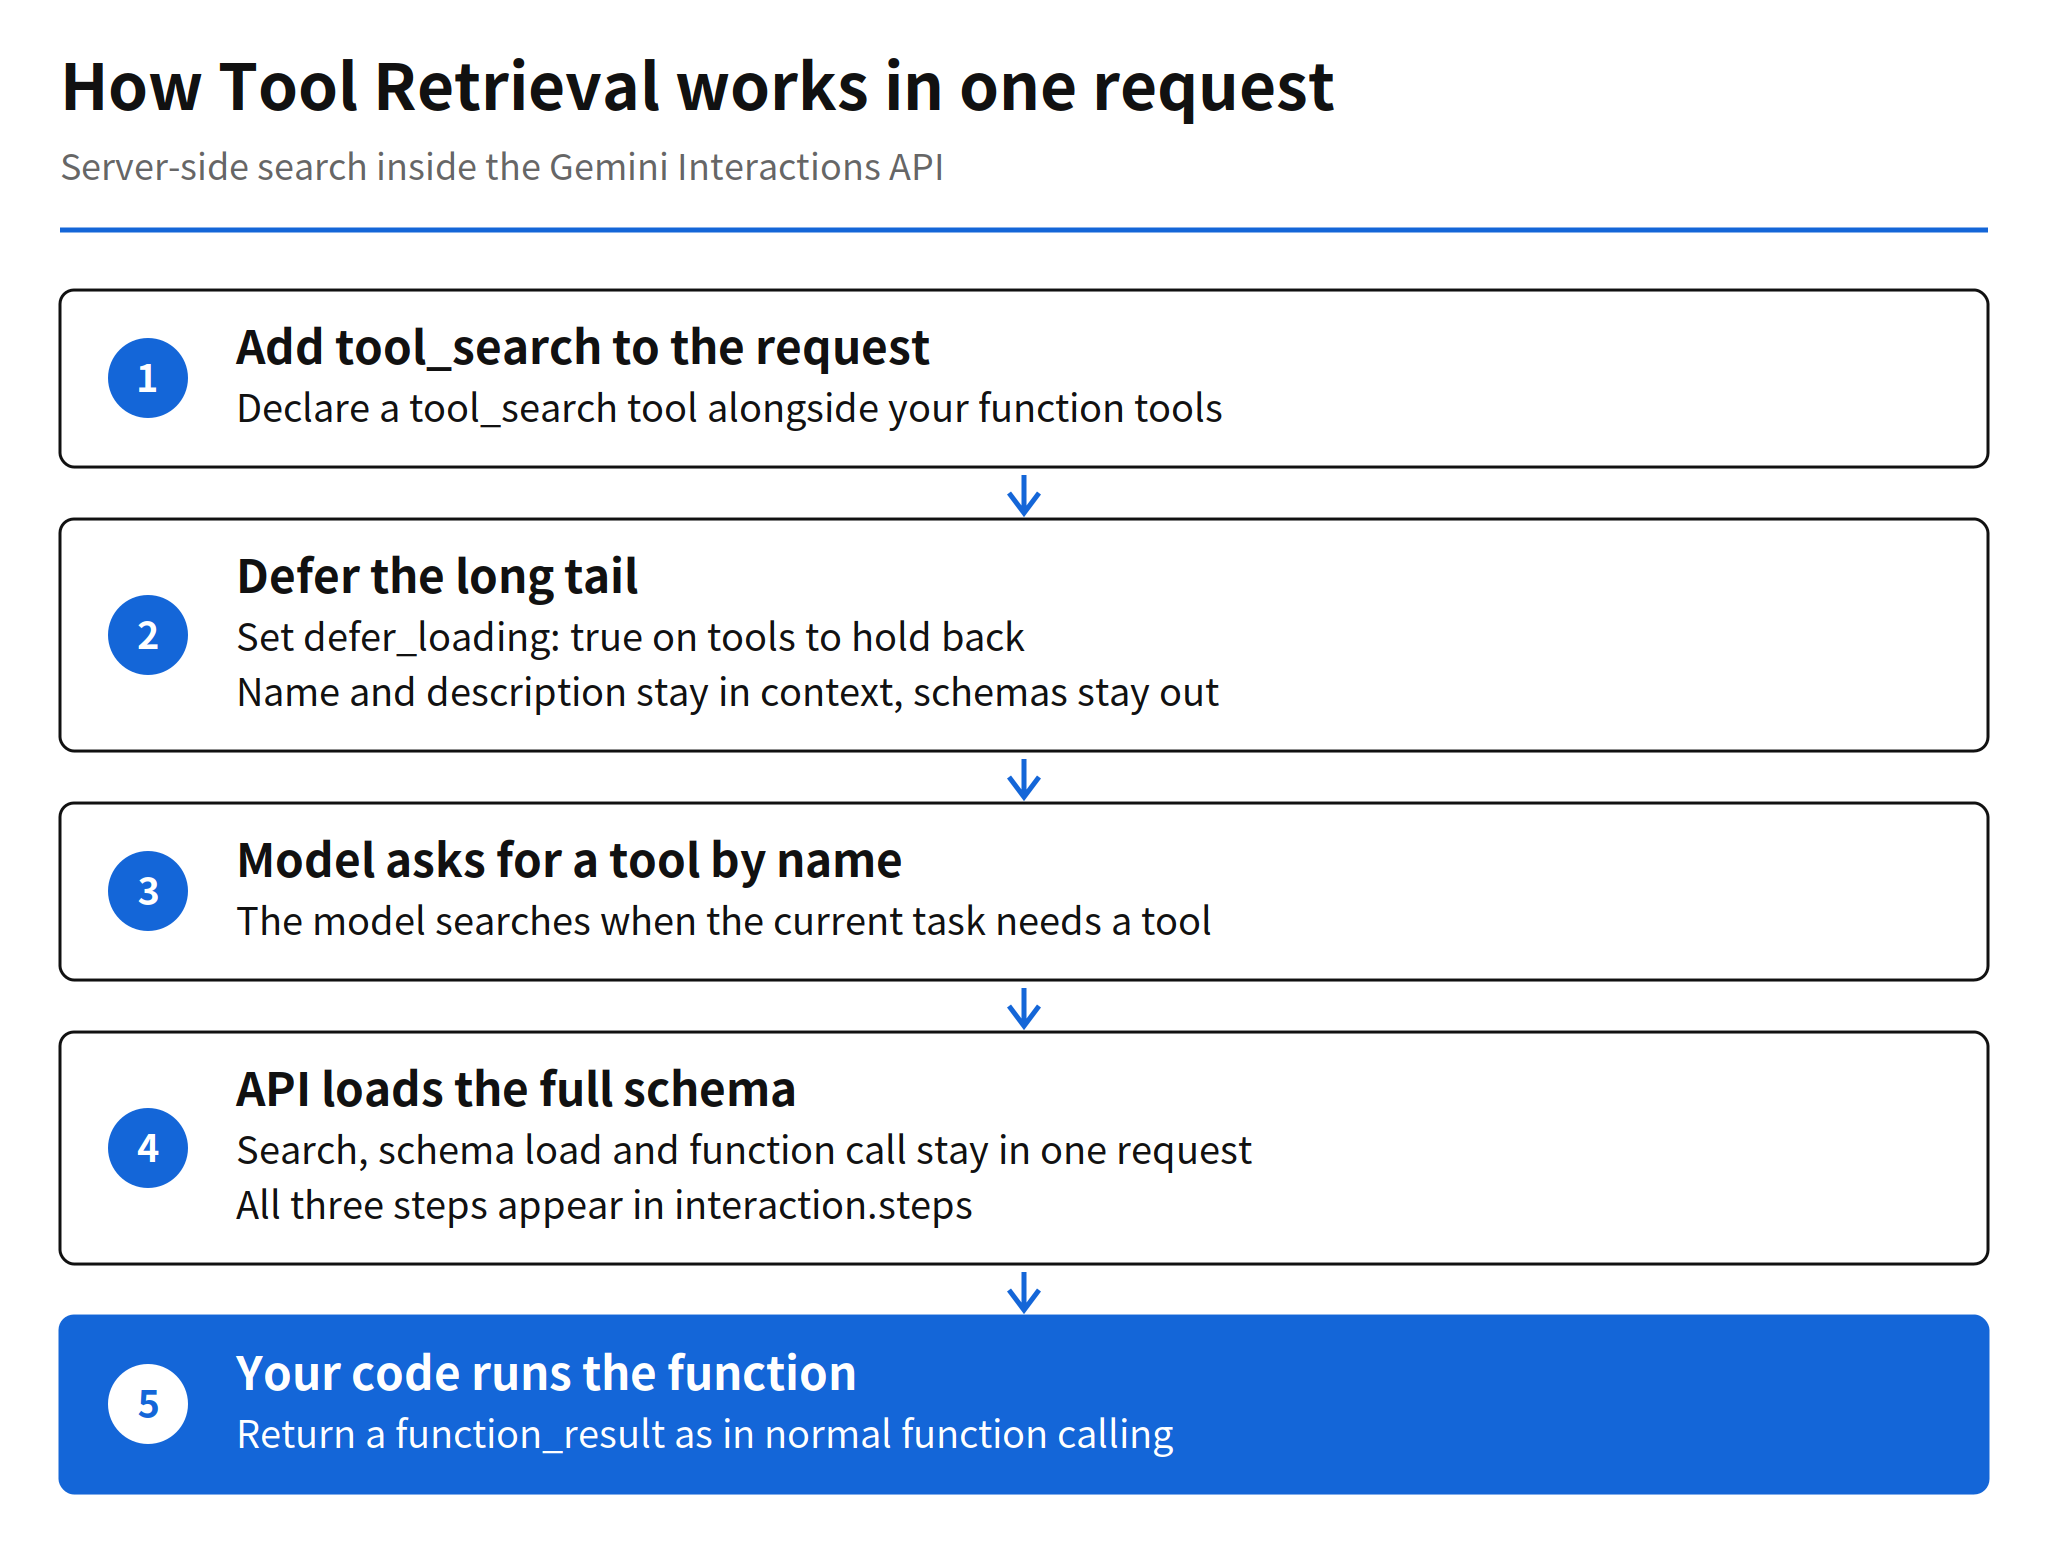 How Tool Retrieval works in one request
Server-side search inside the Gemini Interactions API
1
Add tool_search to the request
Declare a tool_search tool alongside your function tools
2
Defer the long tail
Set defer_loading: true on tools to hold back
Name and description stay in context, schemas stay out
3
Model asks for a tool by name
The model searches when the current task needs a tool
4
API loads the full schema
Search, schema load and function call stay in one request
All three steps appear in interaction.steps
5
Your code runs the function
Return a function_result as in normal function calling